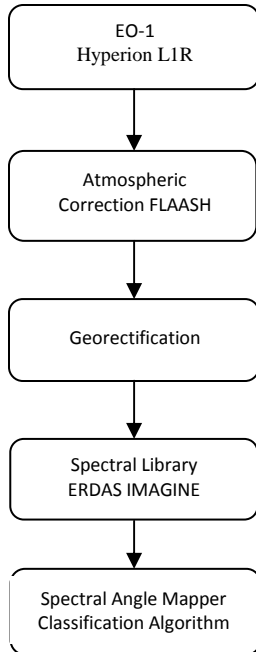 EO-1
Hyperion L1R
Atmospheric
Correction FLAASH
Georectification
Spectral Library
ERDAS IMAGINE
Spectral Angle Mapper
Classification Algorithm